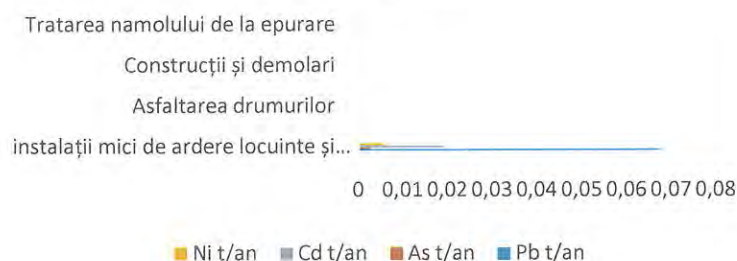 Tratarea namolului de la epurare
Construcții și demolari
Asfaltarea drumurilor
instalații mici de ardere locuinte și...
0 0,01 0,02 0,03 0,04 0,05 0,06 0,07 0,08
Ni t/an Cd t/an As t/an Pb t/an